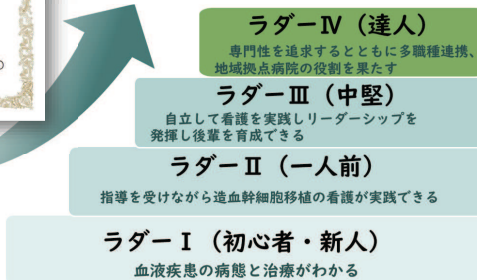 ラダーⅣ（達人）
専門性を追求するとともに多職種連携、
地域拠点病院の役割を果たす
ラダーⅢ（中堅）
自立して看護を実践しリーダーシップを
発揮し後輩を育成できる
ラダーⅡ（一人前）
指導を受けながら造血幹細胞移植の看護が実践できる
ラダーⅠ（初心者・新人）
血液疾患の病態と治療がわかる